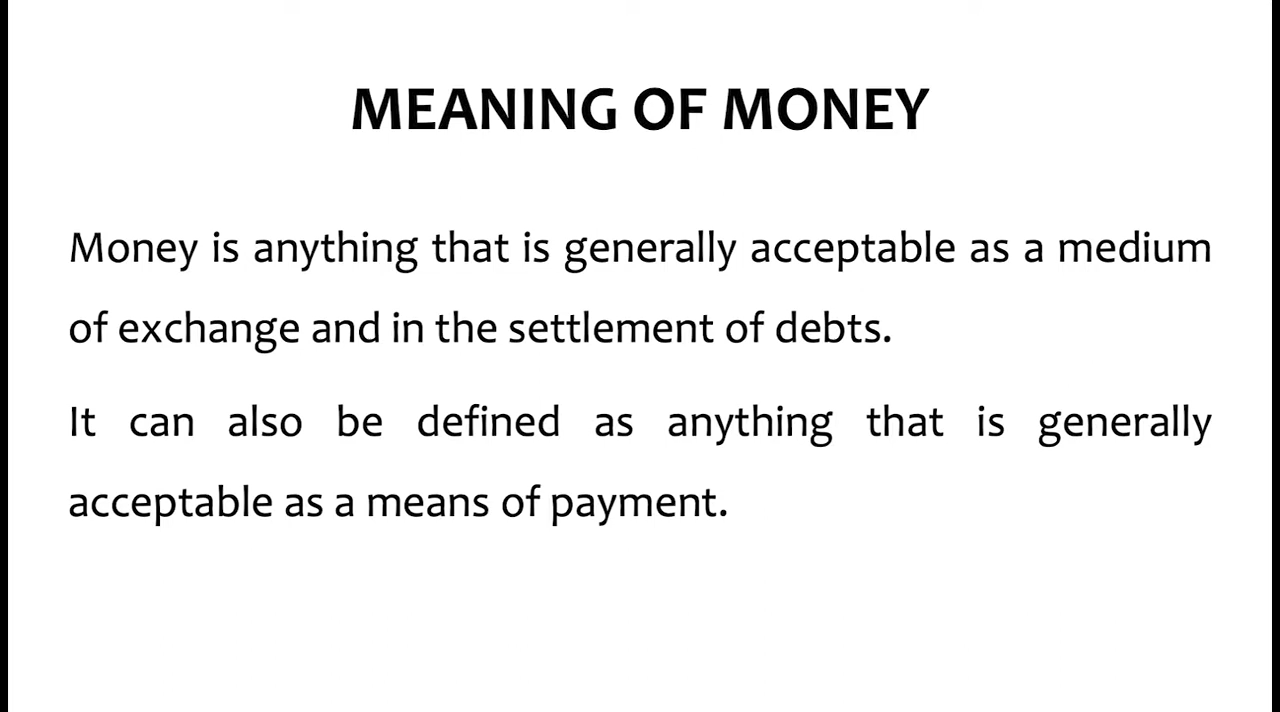 MEANING OF MONEY
Money is anything that is generally acceptable as a medium
of exchange and in the settlement of debts.
It can also be defined as anything that is generally
acceptable as a means of payment.